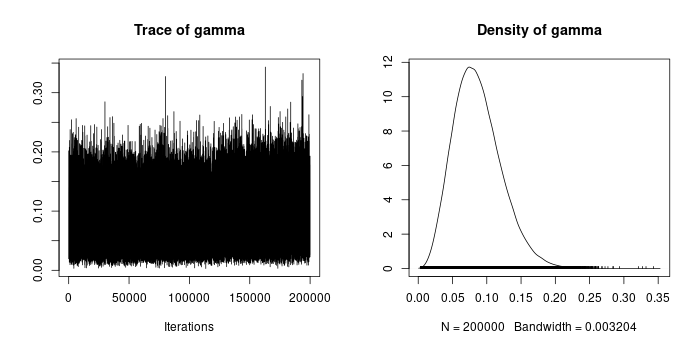 Trace of gamma
0.00 0.10 0.20 0.30
0 50000 100000 150000 200000
Iterations
Density of gamma
0 2 4 6 8 10 12
0.00 0.05 0.10 0.15 0.20 0.25 0.30 0.35
N = 200000 Bandwidth = 0.003204